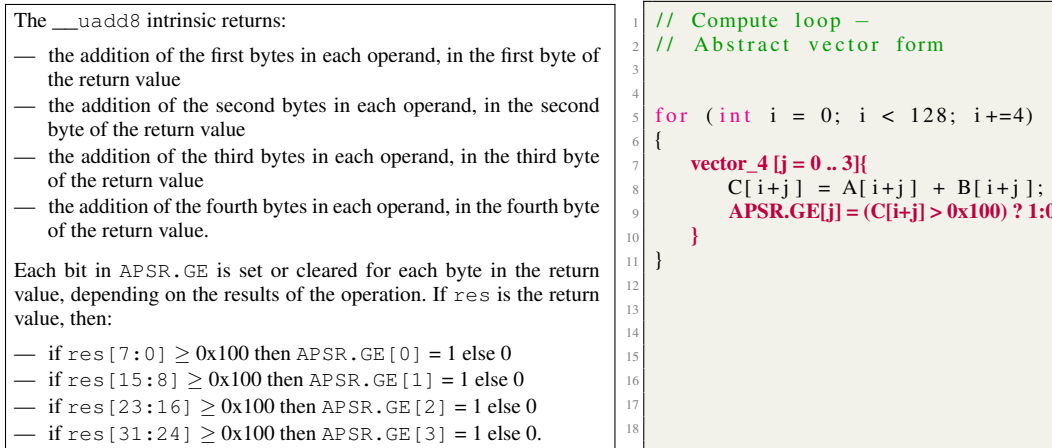 The __uadd8 intrinsic returns:
— the addition of the first bytes in each operand, in the first byte of
the return value
— the addition of the second bytes in each operand, in the second
byte of the return value
— the addition of the third bytes in each operand, in the third byte
of the return value
— the addition of the fourth bytes in each operand, in the fourth byte
of the return value.
Each bit in APSR.GE is set or cleared for each byte in the return
value, depending on the results of the operation. If res is the return
value, then:
— if res[7:0] ≥ 0x100 then APSR.GE[0] = 1 else 0
— if res[15:8] ≥ 0x100 then APSR.GE[1] = 1 else 0
— if res[23:16] ≥ 0x100 then APSR.GE[2] = 1 else 0
— if res[31:24] ≥ 0x100 then APSR.GE[3] = 1 else 0.
1 // Compute loop –
2 // Abstract vector form
3
4
5 for (int i = 0; i < 128; i+=4)
6 {
7 vector_4 [j = 0 .. 3]{
8 C[i+j] = A[i+j] + B[i+j];
9 APSR.GE[j] = (C[i+j] > 0x100) ? 1:0
10 }
11 }
12
13
14
15
16
17
18